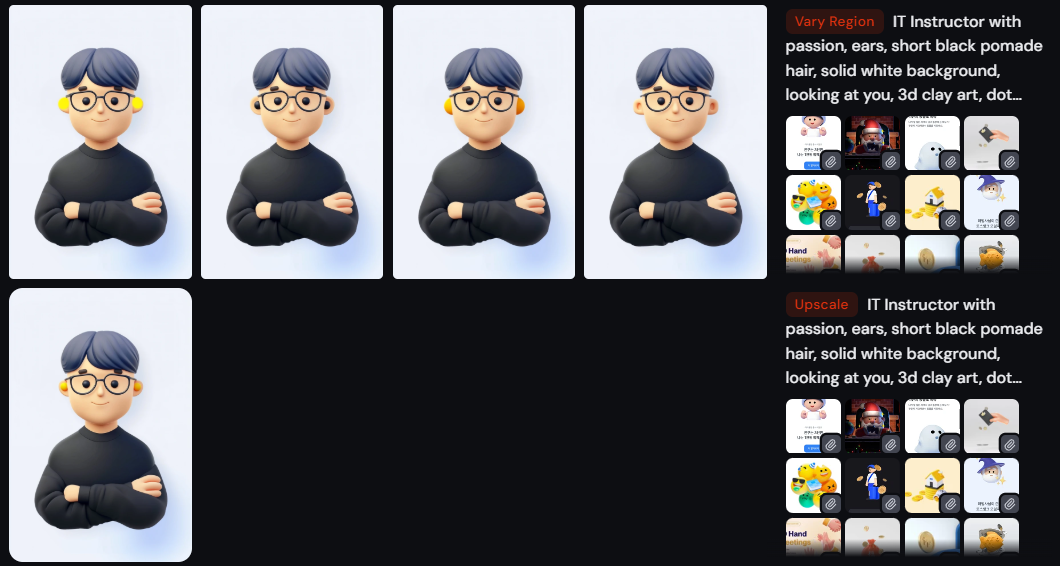 Vary Region IT Instructor with
passion, ears, short black pomade
hair, solid white background,
looking at you, 3d clay art, dot...
Hand
eetings
Upscale IT Instructor with
passion, ears, short black pomade
hair, solid white background,
looking at you, 3d clay art, dot...
Hand
eetings